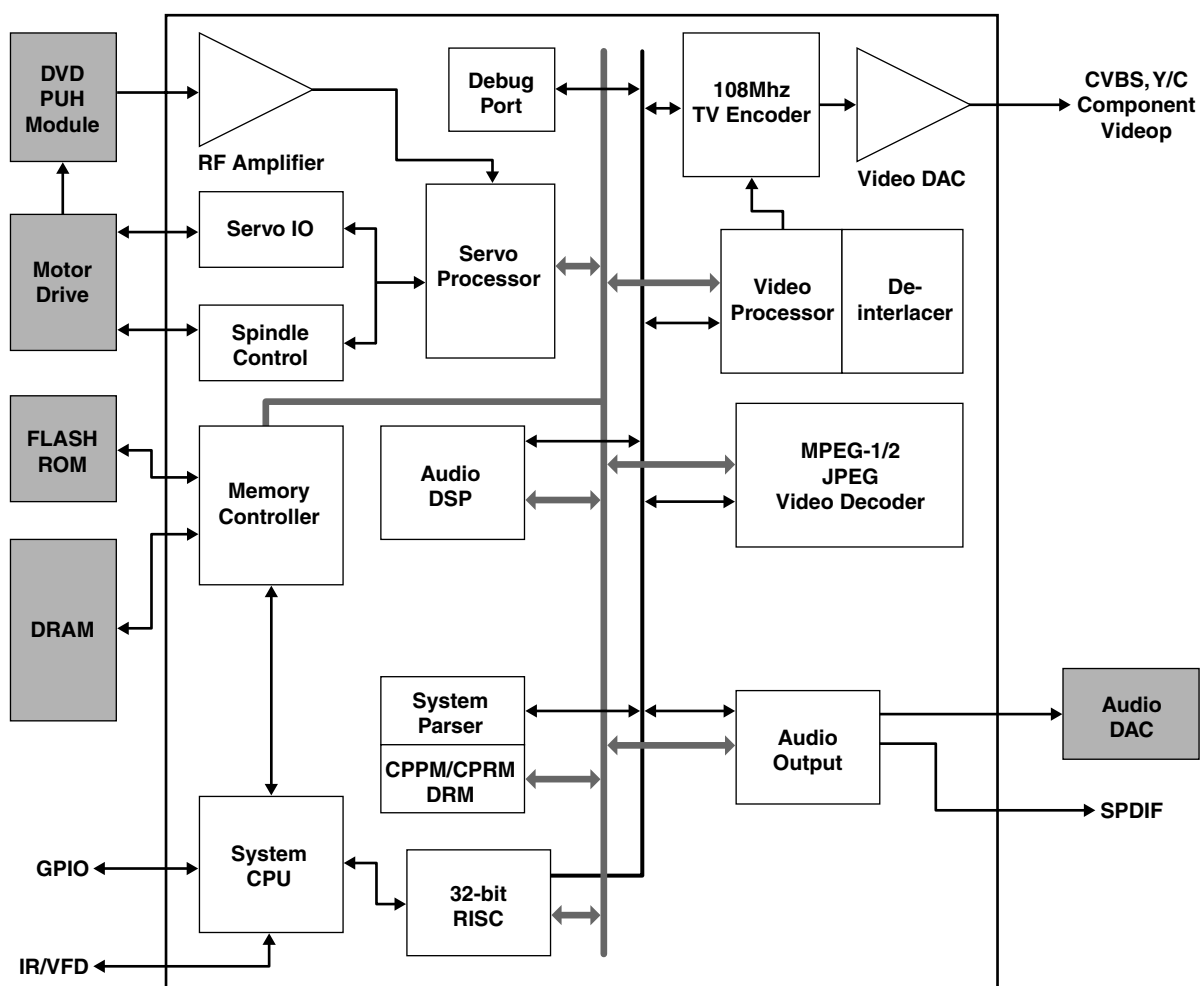 DVD
PUH
Module
RF Amplifier
Debug
Port
108Mhz
TV Encoder
Video DAC
CVBS, Y/C
Component
Videop
Motor
Drive
Servo IO
Spindle
Control
Servo
Processor
Video
Processor
De-
interlacer
FLASH
ROM
Memory
Controller
Audio
DSP
MPEG-1/2
JPEG
Video Decoder
DRAM
System
Parser
CPPM/CPRM
DRM
Audio
Output
Audio
DAC
SPDIF
GPIO
System
CPU
32-bit
RISC
IR/VFD